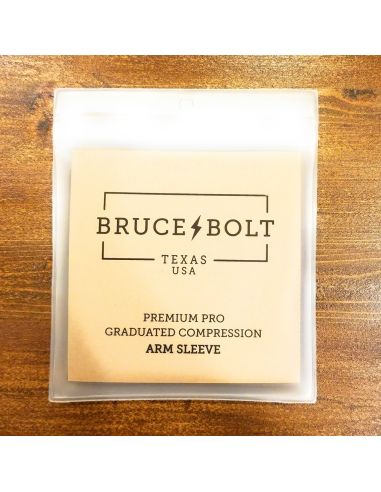 BRUCE BOLT
TEXAS
USA
PREMIUM PRO
GRADUATED COMPRESSION
ARM SLEEVE